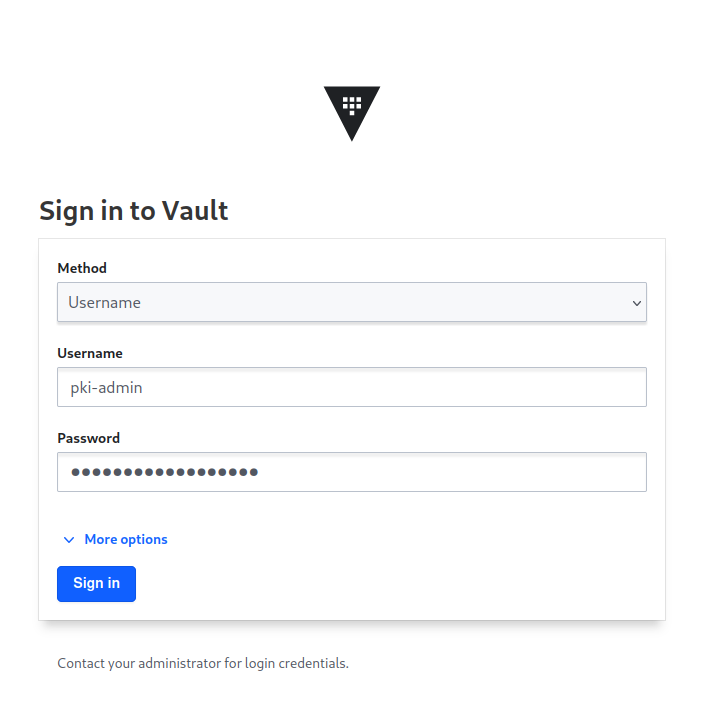 Sign in to Vault
Method
Username
Username
pki-admin
Password
●●●●●●●●●●●●●●●●●●
More options
Sign in
Contact your administrator for login credentials.